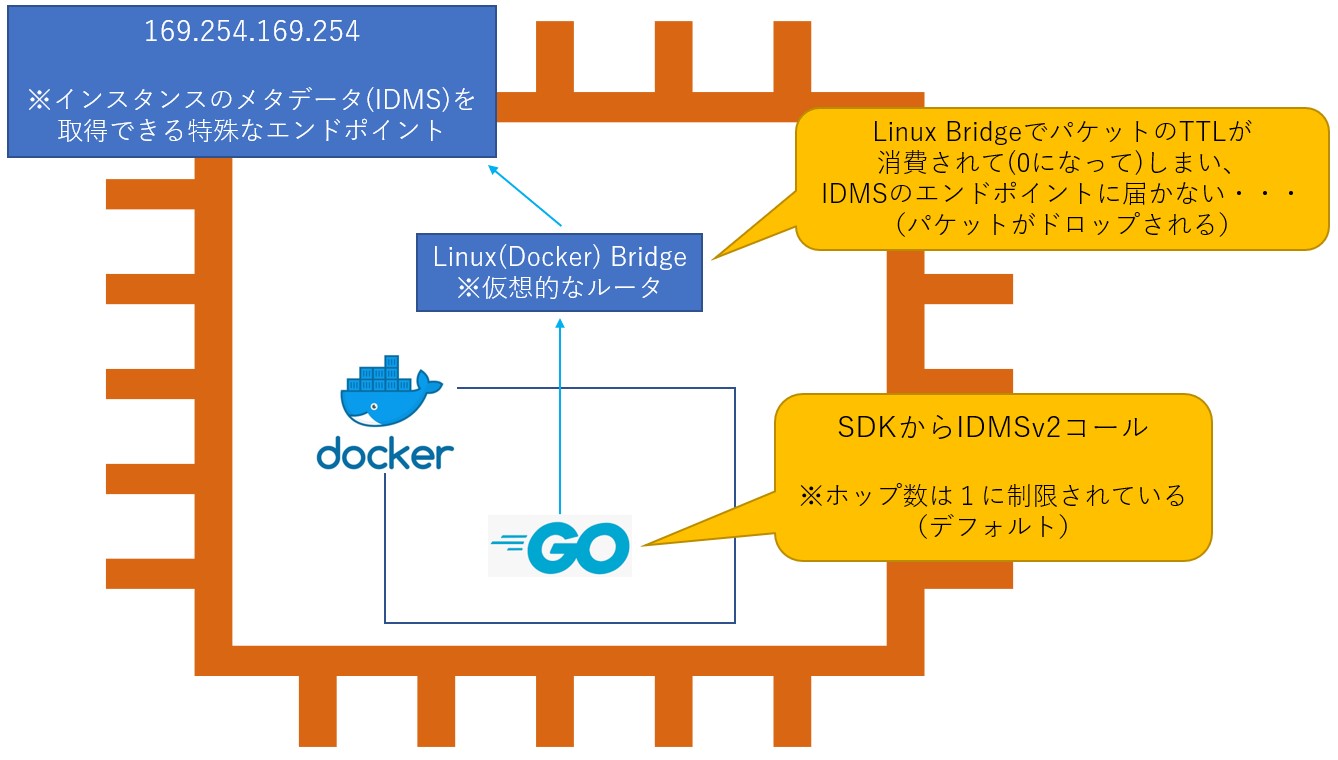 169.254.169.254
※インスタンスのメタデータ(IDMS)を
取得できる特殊なエンドポイント
Linux BridgeでパケットのTTLが
消費されて(0になって)しまい、
IDMSのエンドポイントに届かない・・・
（パケットがドロップされる）
Linux(Docker) Bridge
※仮想的なルータ
docker
SDKからIDMSv2コール
※ホップ数は１に制限されている
（デフォルト）
GO